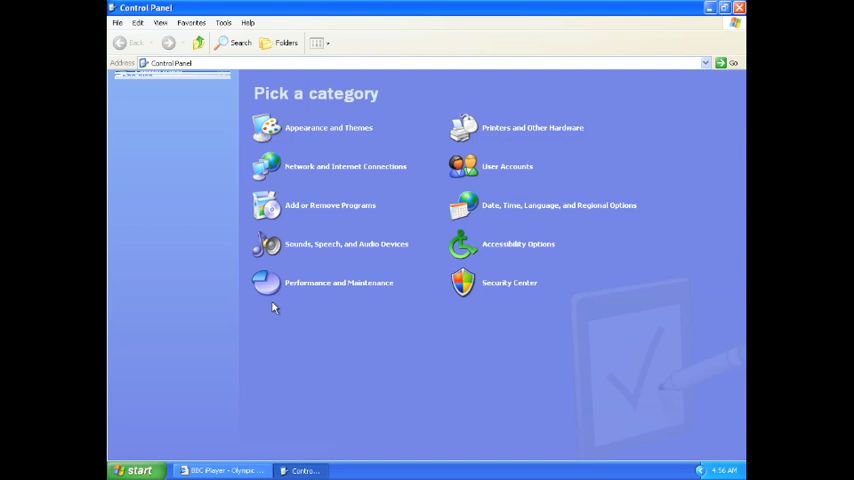 Control Panel
File Edit View Favorites Tools Help
Back Search Folders
Address Control Panel Go
Pick a category
Appearance and Themes Printers and Other Hardware
Network and Internet Connections User Accounts
Add or Remove Programs Date, Time, Language, and Regional Options
Sounds, Speech, and Audio Devices Accessibility Options
Performance and Maintenance Security Center
start BBC iPlayer - Olympic ... Contro... 4:56 AM